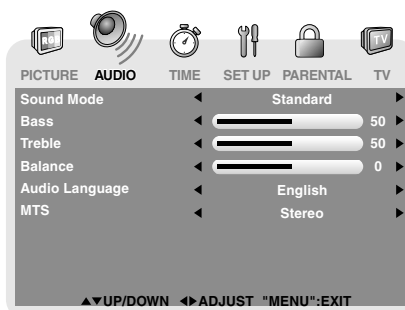 PICTURE AUDIO TIME SET UP PARENTAL TV
Sound Mode ◀ Standard ▶
Bass ◀ 50 ▶
Treble ◀ 50 ▶
Balance ◀ 0 ▶
Audio Language ◀ English ▶
MTS ◀ Stereo ▶
▲▼UP/DOWN ◀▶ADJUST "MENU":EXIT